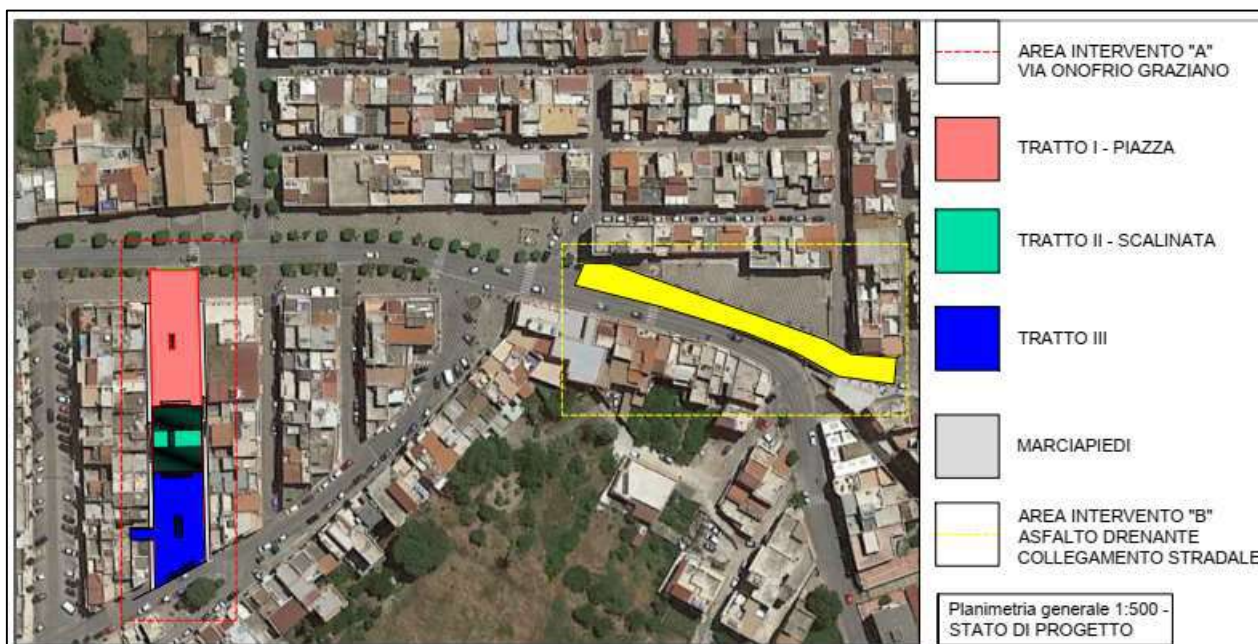 AREA INTERVENTO "A"
VIA ONOFRIO GRAZIANO
TRATTO I - PIAZZA
TRATTO II - SCALINATA
TRATTO III
MARCIAPIEDI
AREA INTERVENTO "B"
ASFALTO DRENANTE
COLLEGAMENTO STRADALE
Planimetria generale 1:500 -
STATO DI PROGETTO